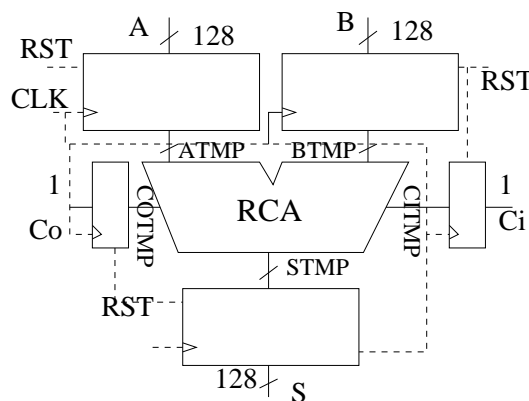 A
B
128
128
RST
RST
CLK
ATMP
BTMP
1
1
COTMP
RCA
CITMP
Co
Ci
STMP
RST
128
S